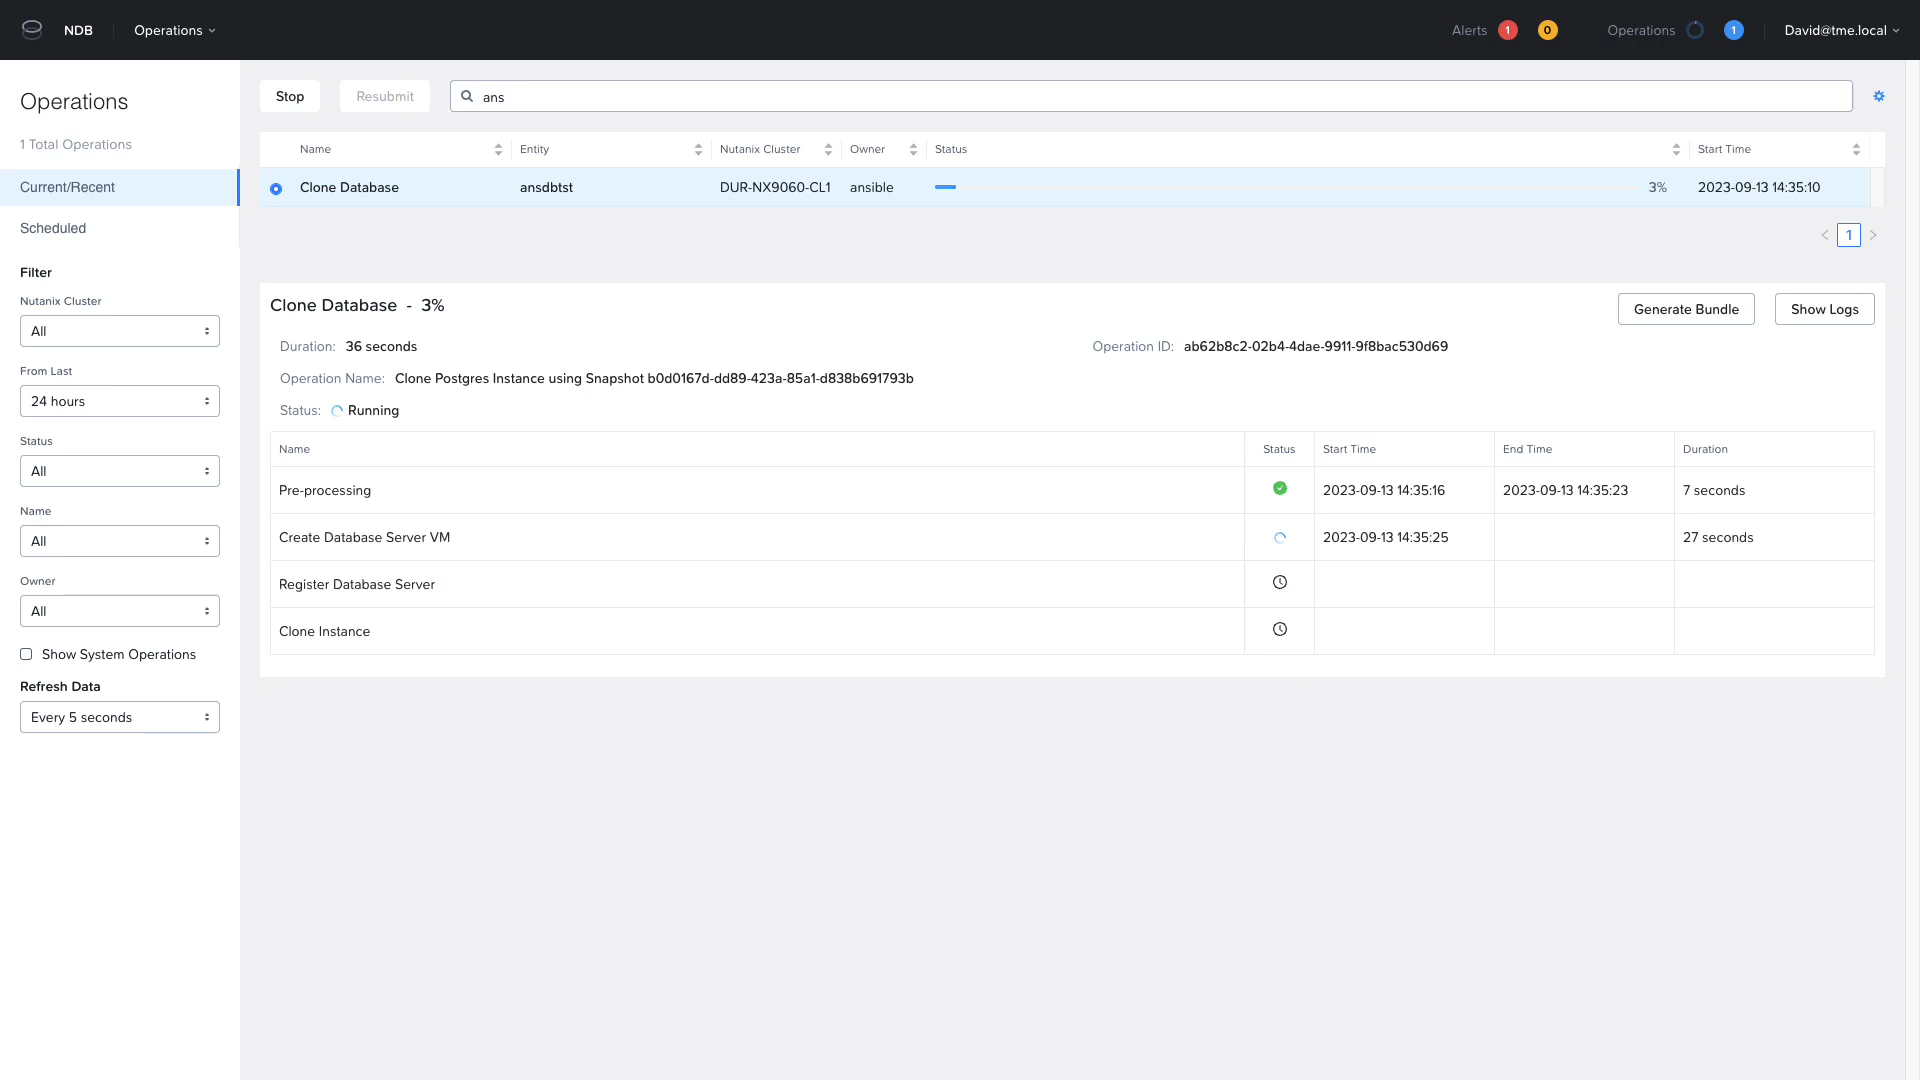 NDB
Operations
Alerts 1 0
Operations 1
David@tme.local
Operations
1 Total Operations
Current/Recent
Scheduled
Filter
Nutanix Cluster
All
From Last
24 hours
Status
All
Name
All
Owner
All
Show System Operations
Refresh Data
Every 5 seconds
Stop
Resubmit
ans
Name Entity Nutanix Cluster Owner Status Start Time
Clone Database ansdbtst DUR-NX9060-CL1 ansible 3% 2023-09-13 14:35:10
< 1 >
Clone Database - 3%
Generate Bundle
Show Logs
Duration: 36 seconds
Operation ID: ab62b8c2-02b4-4dae-9911-9f8bac530d69
Operation Name: Clone Postgres Instance using Snapshot b0d0167d-dd89-423a-85a1-d838b691793b
Status: Running
Name Status Start Time End Time Duration
Pre-processing 2023-09-13 14:35:16 2023-09-13 14:35:23 7 seconds
Create Database Server VM 2023-09-13 14:35:25 27 seconds
Register Database Server
Clone Instance